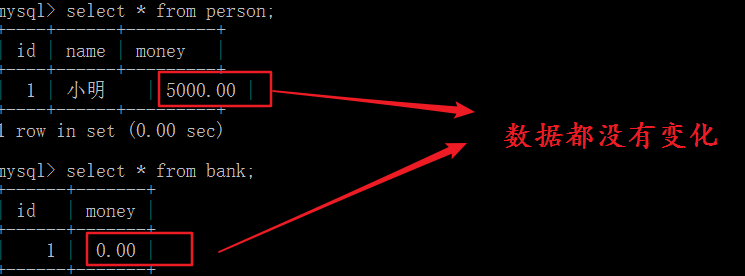 mysql> select * from person;
+----+------+---------+
| id | name | money |
+----+------+---------+
| 1 | 小明 | 5000.00 |
+----+------+---------+
1 row in set (0.00 sec)
数据都没有变化
mysql> select * from bank;
+------+-------+
| id | money |
+------+-------+
| 1 | 0.00 |
+------+-------+